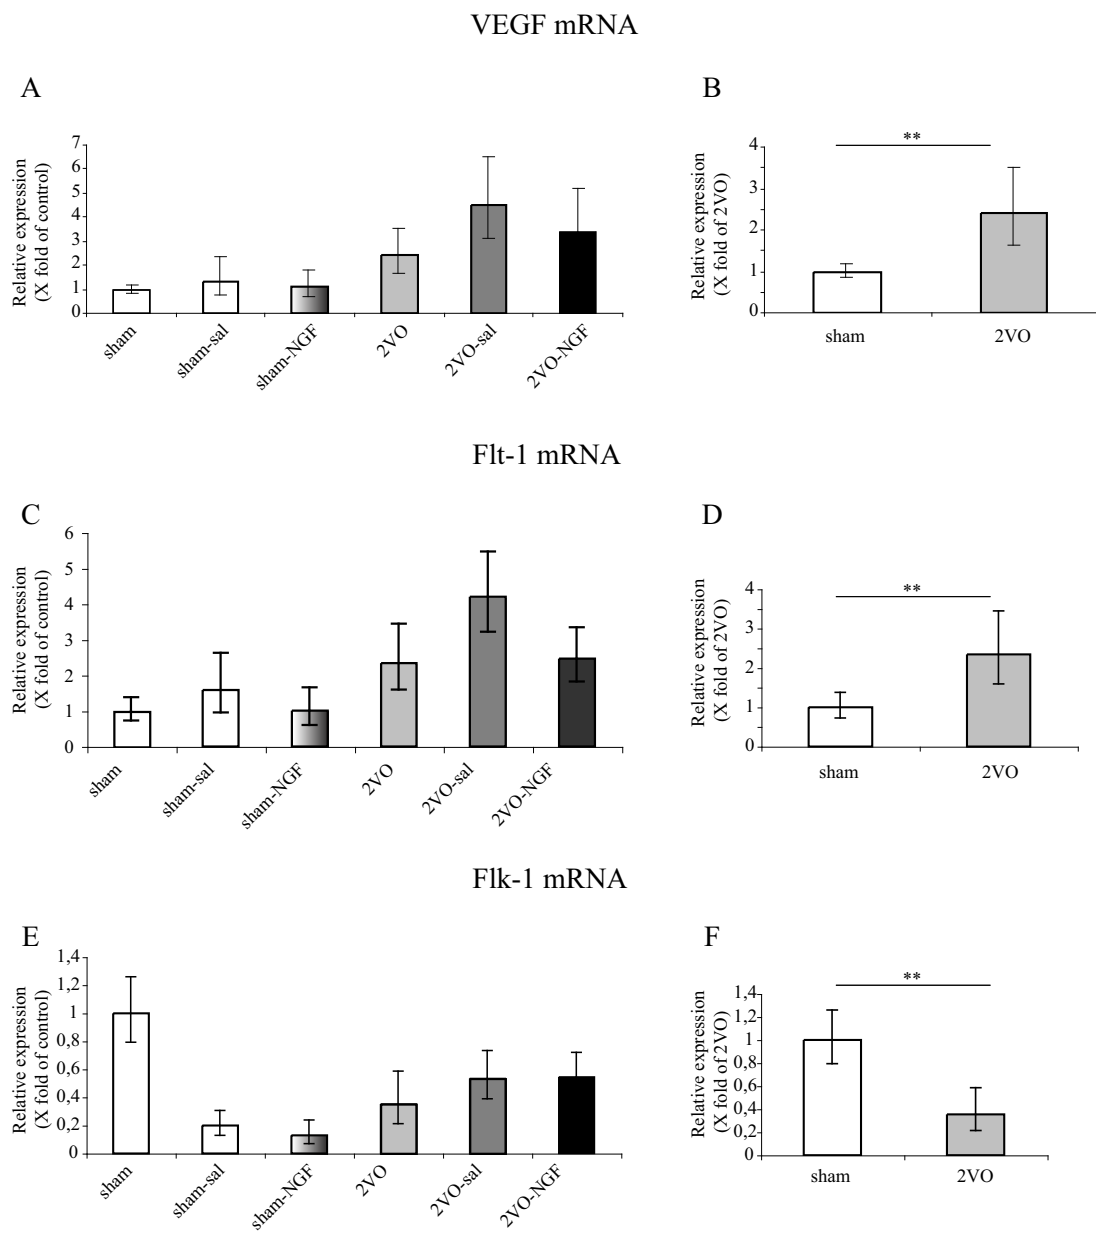 VEGF mRNA
A
Relative expression
(X fold of control)
7
6
5
4
3
2
1
0
sham
sham-sal
sham-NGF
2VO
2VO-sal
2VO-NGF
B
Relative expression
(X fold of 2VO)
4
3
2
1
0
**
sham
2VO
Flt-1 mRNA
C
Relative expression
(X fold of control)
6
5
4
3
2
1
0
sham
sham-sal
sham-NGF
2VO
2VO-sal
2VO-NGF
D
Relative expression
(X fold of 2VO)
4
3
2
1
0
**
sham
2VO
Flk-1 mRNA
E
Relative expression
(X fold of control)
1,4
1,2
1
0,8
0,6
0,4
0,2
0
sham
sham-sal
sham-NGF
2VO
2VO-sal
2VO-NGF
F
Relative expression
(X fold of 2VO)
1,4
1,2
1
0,8
0,6
0,4
0,2
0
**
sham
2VO